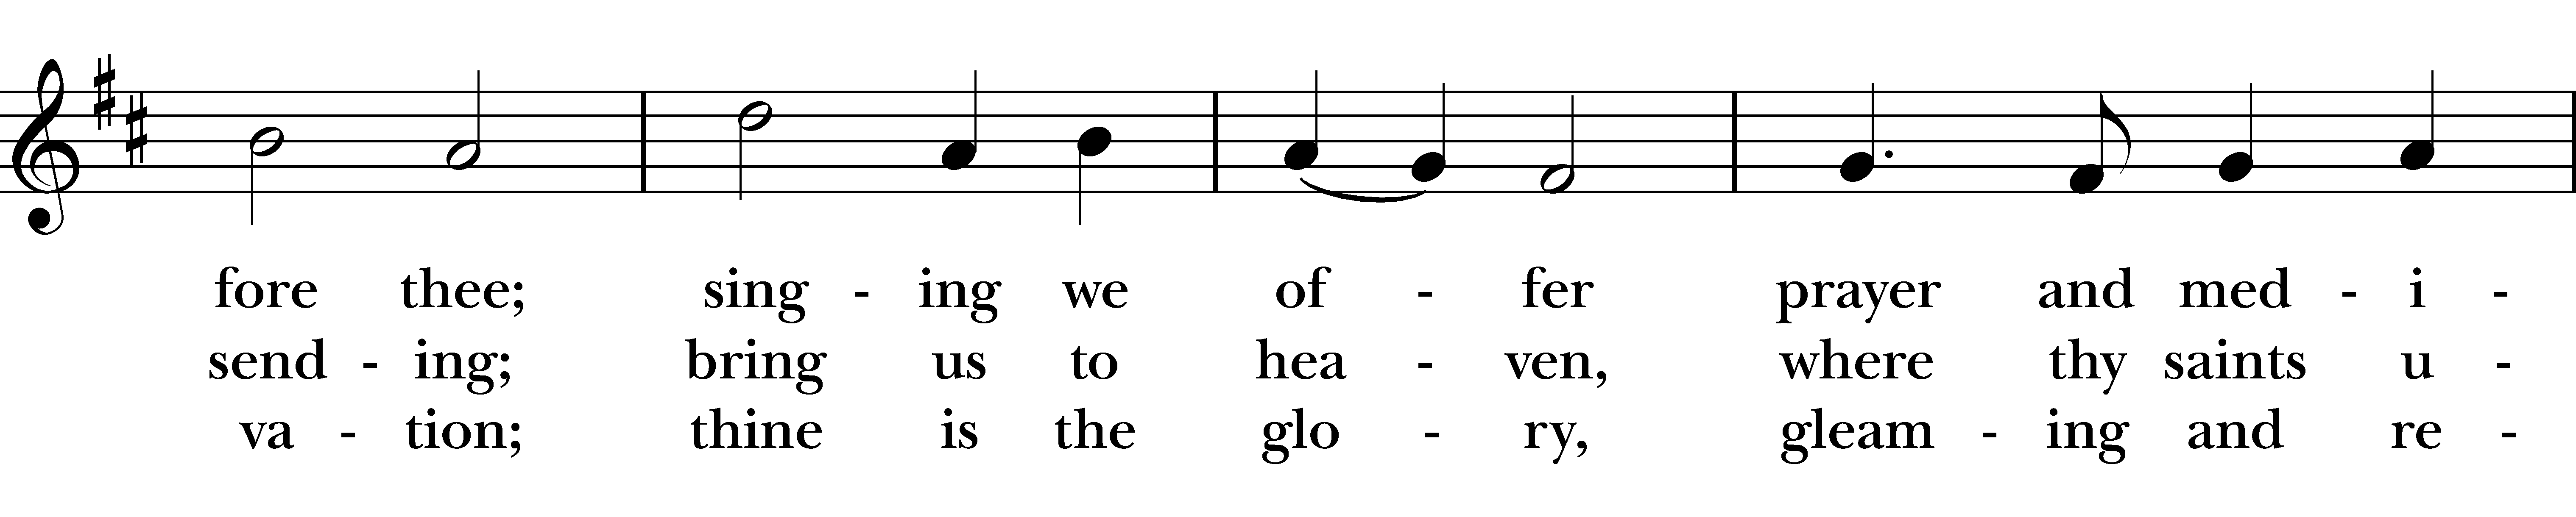 fore thee; sing - ing we of - fer prayer and med - i -
send - ing; bring us to hea - ven, where thy saints u -
va - tion; thine is the glo - ry, gleam - ing and re -